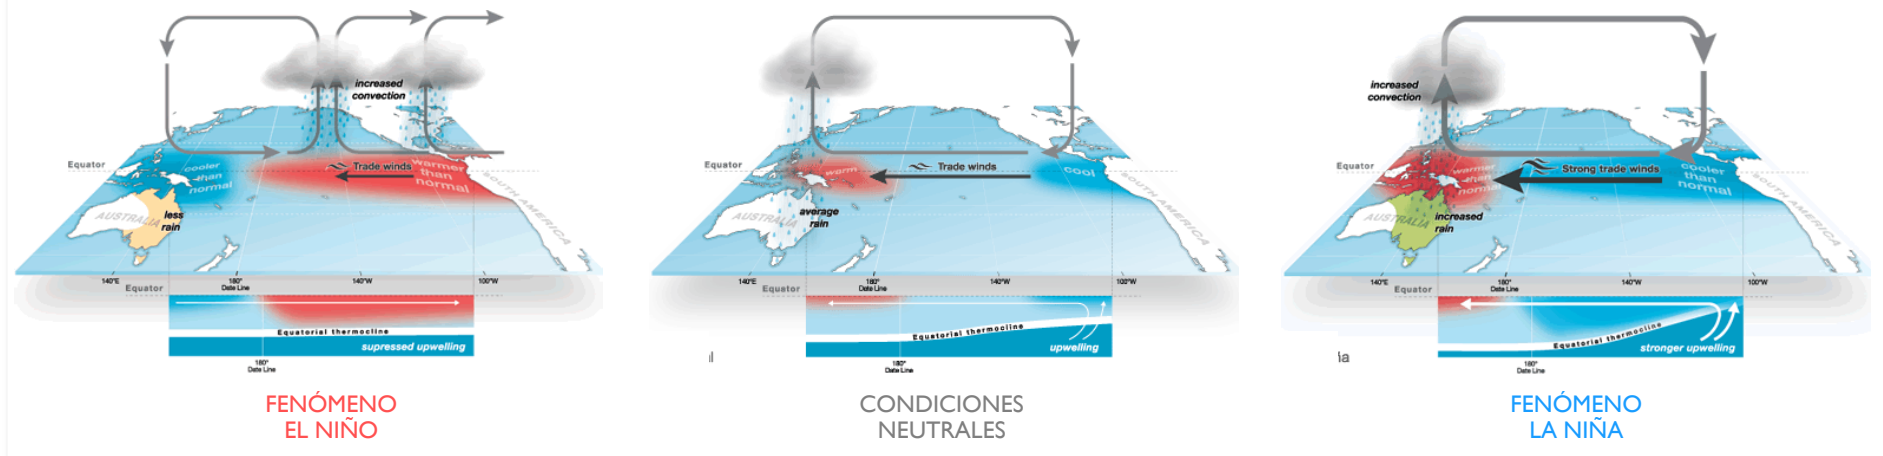 increased
convection
Equator
Trade winds
cooler
than
normal
warmer
than
normal
SOUTH AMERICA
AUSTRALIA
less
rain
140°E
180°
Date Line
140°W
100°W
Equator
Equatorial thermocline
supressed upwelling
180°
Date Line
FENÓMENO
EL NIÑO
Equator
Trade winds
warm
cool
SOUTH AMERICA
AUSTRALIA
average
rain
140°E
180°
Date Line
140°W
100°W
Equator
Equatorial thermocline
upwelling
180°
Date Line
CONDICIONES
NEUTRALES
increased
convection
Equator
Strong trade winds
warmer
than
normal
cooler
than
normal
SOUTH AMERICA
AUSTRALIA
increased
rain
140°E
180°
Date Line
140°W
100°W
Equator
Equatorial thermocline
stronger upwelling
ña
180°
Date Line
FENÓMENO
LA NIÑA